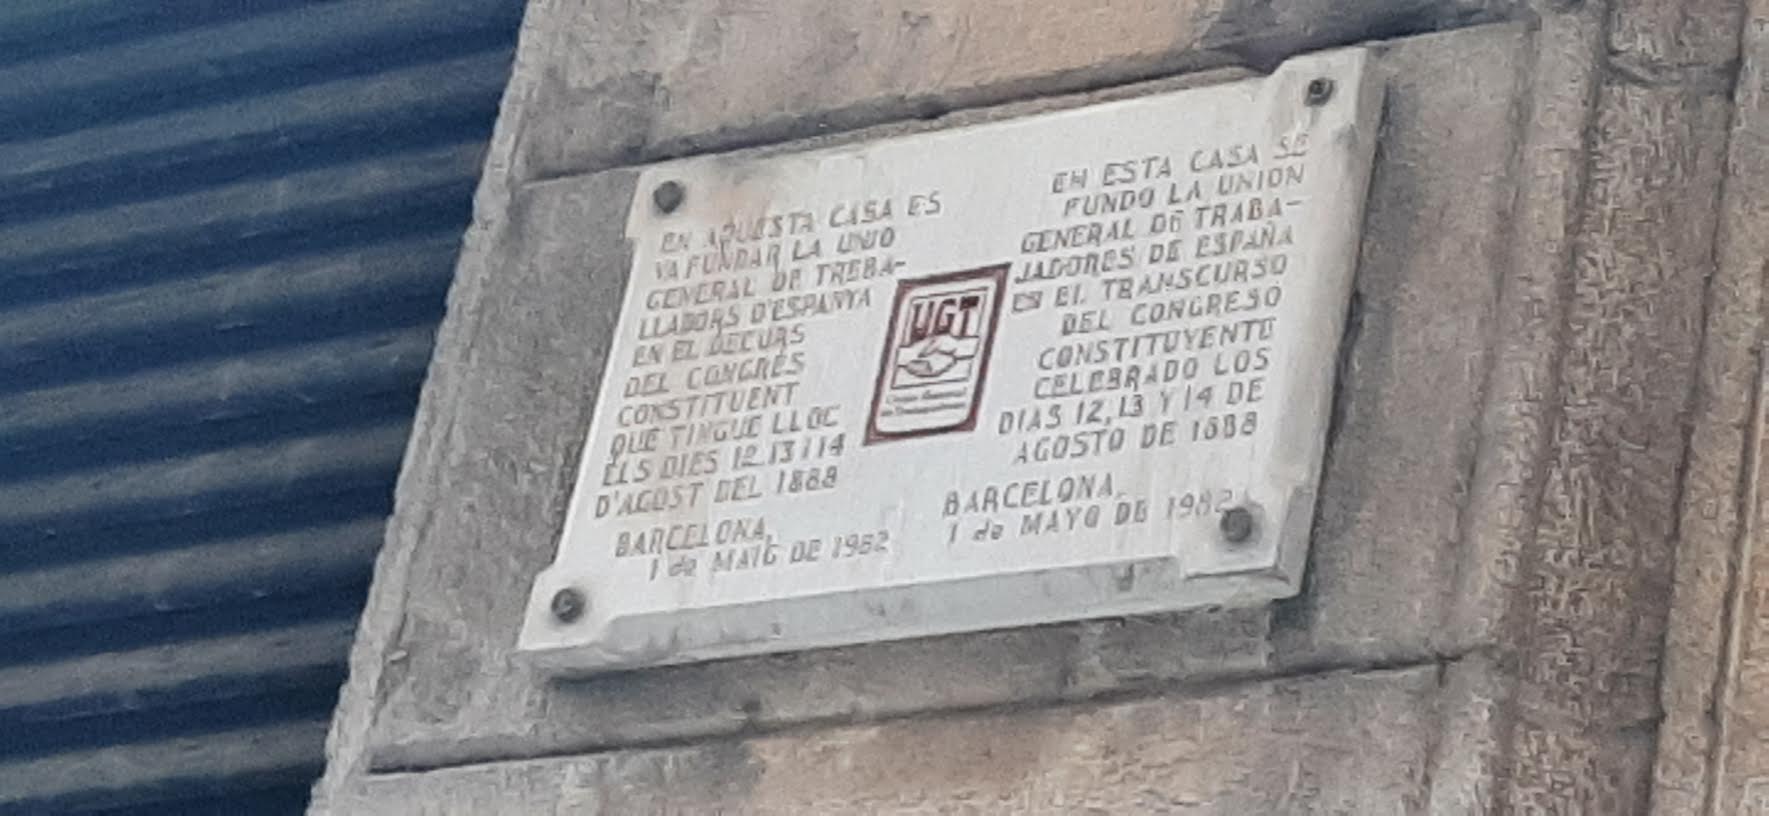 EN AQUESTA CASA ES
VA FUNDAR LA UNIO
GENERAL DE TREBA-
LLADORS D'ESPANYA
EN EL DECURS
DEL CONGRÉS
CONSTITUENT
QUE TINGUE LLOC
ELS DIES 12.13 I 14
D'AGOST DEL 1888
BARCELONA,
1 de MAIG DE 1982
UGT
EN ESTA CASA SE
FUNDO LA UNION
GENERAL DE TRABA-
JADORES DE ESPAÑA
EN EL TRANSCURSO
DEL CONGRESO
CONSTITUYENTE
CELEBRADO LOS
DIAS 12, 13 Y 14 DE
AGOSTO DE 1888
BARCELONA,
1 de MAYO DE 1982